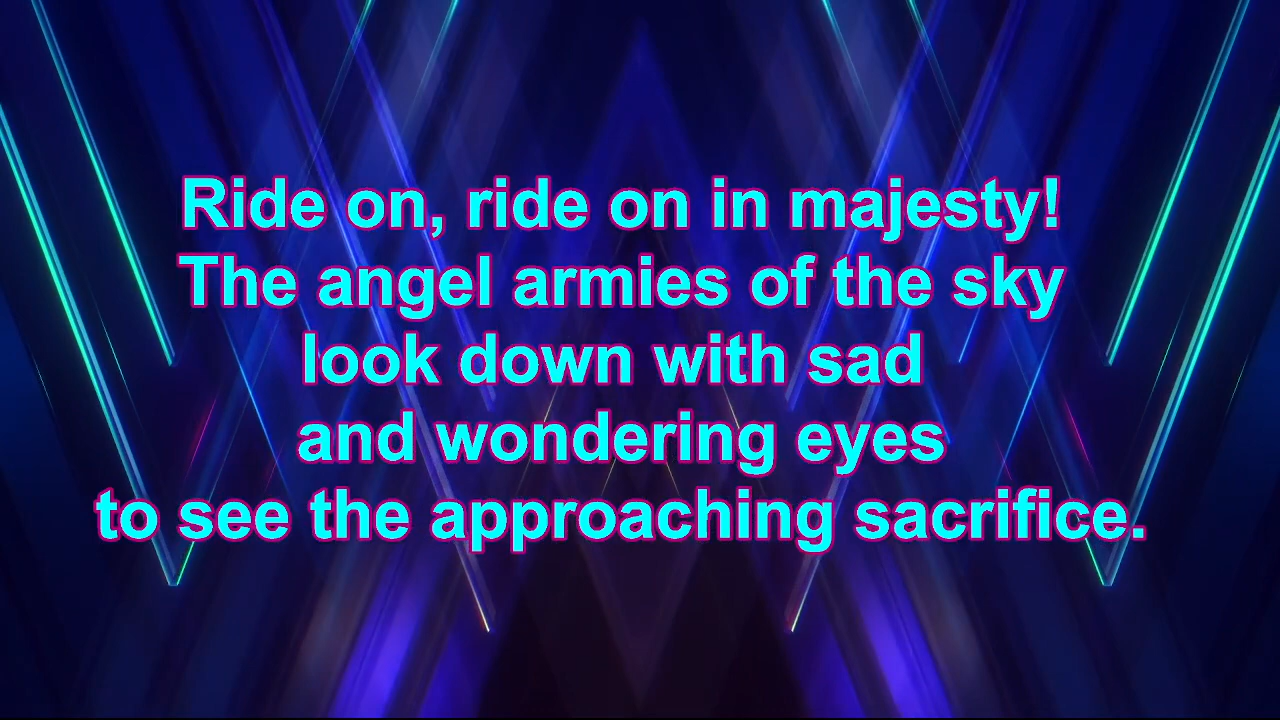 Ride on, ride on in majesty!
The angel armies of the sky
look down with sad
and wondering eyes
to see the approaching sacrifice.